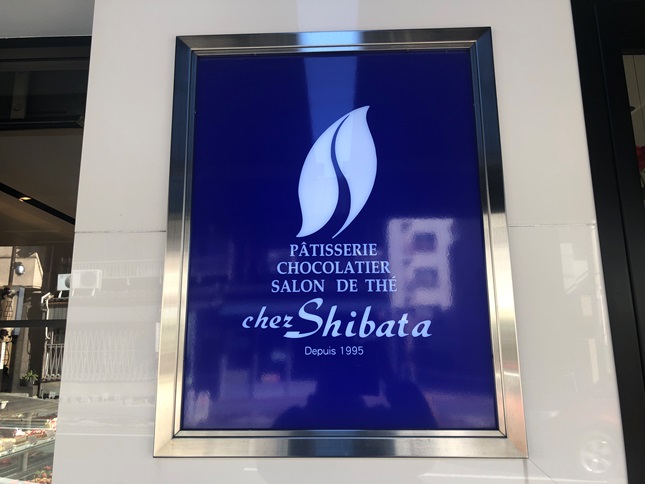 PÂTISSERIE
CHOCOLATIER
SALON DE THÉ
chez Shibata
Depuis 1995